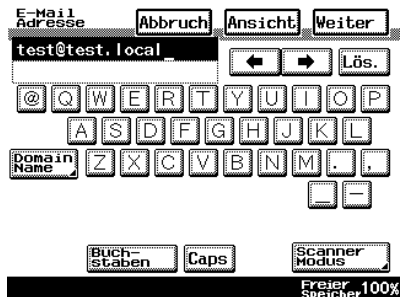 E-Mail
Adresse Abbruch Ansicht Weiter
test@test.local_
Lös.
@ Q W E R T Y U I O P
A S D F G H J K L
Domain
Name Z X C V B N M . ,
_ -
Buch-
staben Caps Scanner
Modus
Freier
Speicher 100%